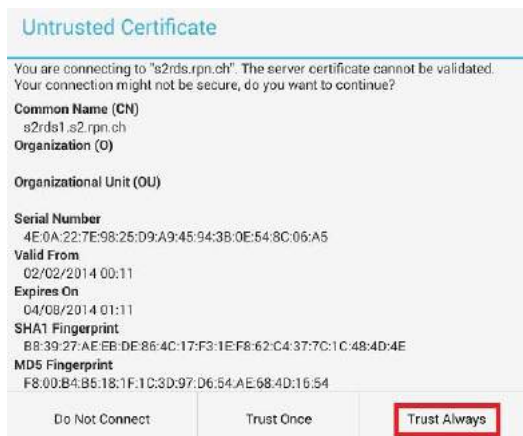 Untrusted Certificate
You are connecting to "s2rds.rpn.ch". The server certificate cannot be validated.
Your connection might not be secure, do you want to continue?
Common Name (CN)
s2rds1.s2.rpn.ch
Organization (O)
Organizational Unit (OU)
Serial Number
4E:0A:22:7E:98:25:D9:A9:45:94:3B:0E:54:8C:06:A5
Valid From
02/02/2014 00:11
Expires On
04/08/2014 01:11
SHA1 Fingerprint
B8:39:27:AE:EB:DE:86:4C:17:F3:1E:F8:62:C4:37:7C:1C:48:4D:4E
MD5 Fingerprint
F8:00:B4:B5:18:1F:1C:3D:97:D6:54:AE:68:4D:16:54
Do Not Connect
Trust Once
Trust Always